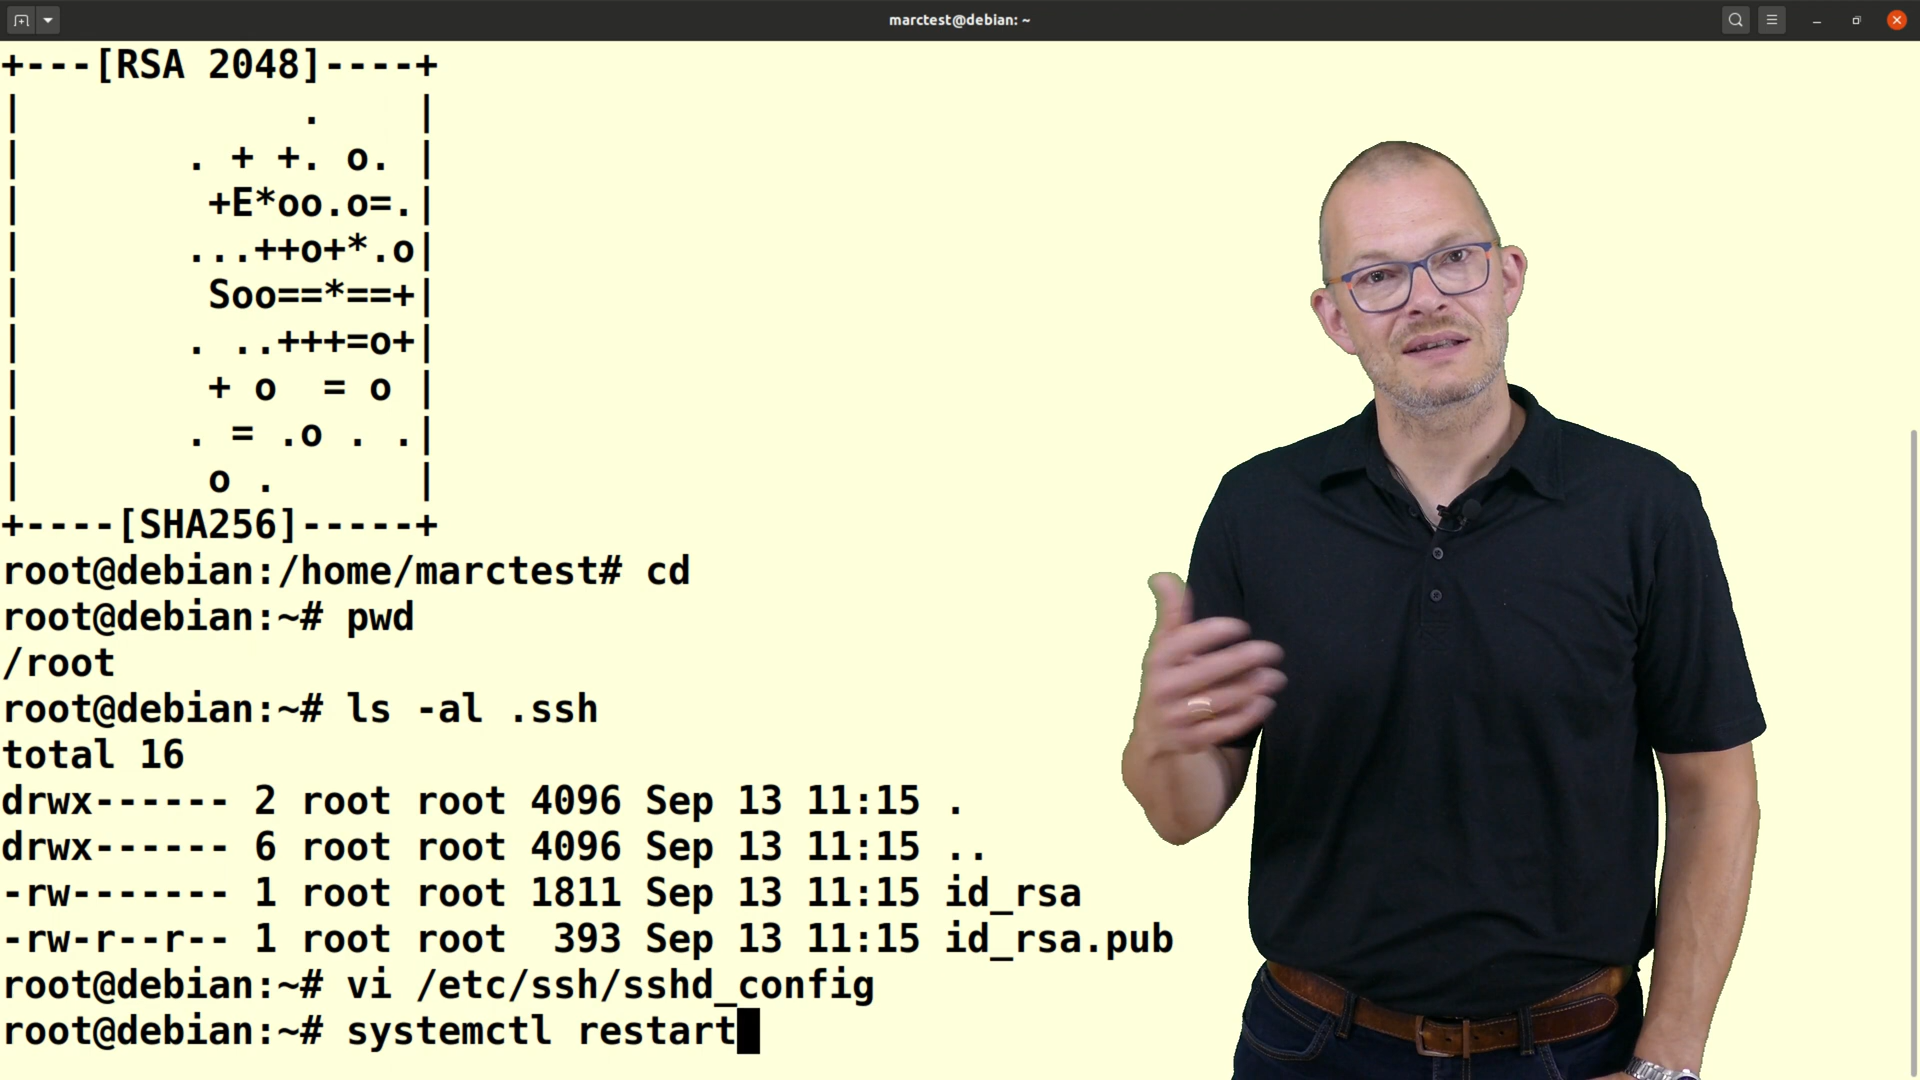 marctest@debian: ~
+---[RSA 2048]----+
|             .    |
|        . + +. o. |
|         +E*oo.o=.|
|        ...++o+*.o|
|         Soo==*==+|
|        . ..+++=o+|
|         + o  = o |
|        . = .o . .|
|         o .      |
+----[SHA256]-----+
root@debian:/home/marctest# cd
root@debian:~# pwd
/root
root@debian:~# ls -al .ssh
total 16
drwx------ 2 root root 4096 Sep 13 11:15 .
drwx------ 6 root root 4096 Sep 13 11:15 ..
-rw------- 1 root root 1811 Sep 13 11:15 id_rsa
-rw-r--r-- 1 root root  393 Sep 13 11:15 id_rsa.pub
root@debian:~# vi /etc/ssh/sshd_config
root@debian:~# systemctl restart